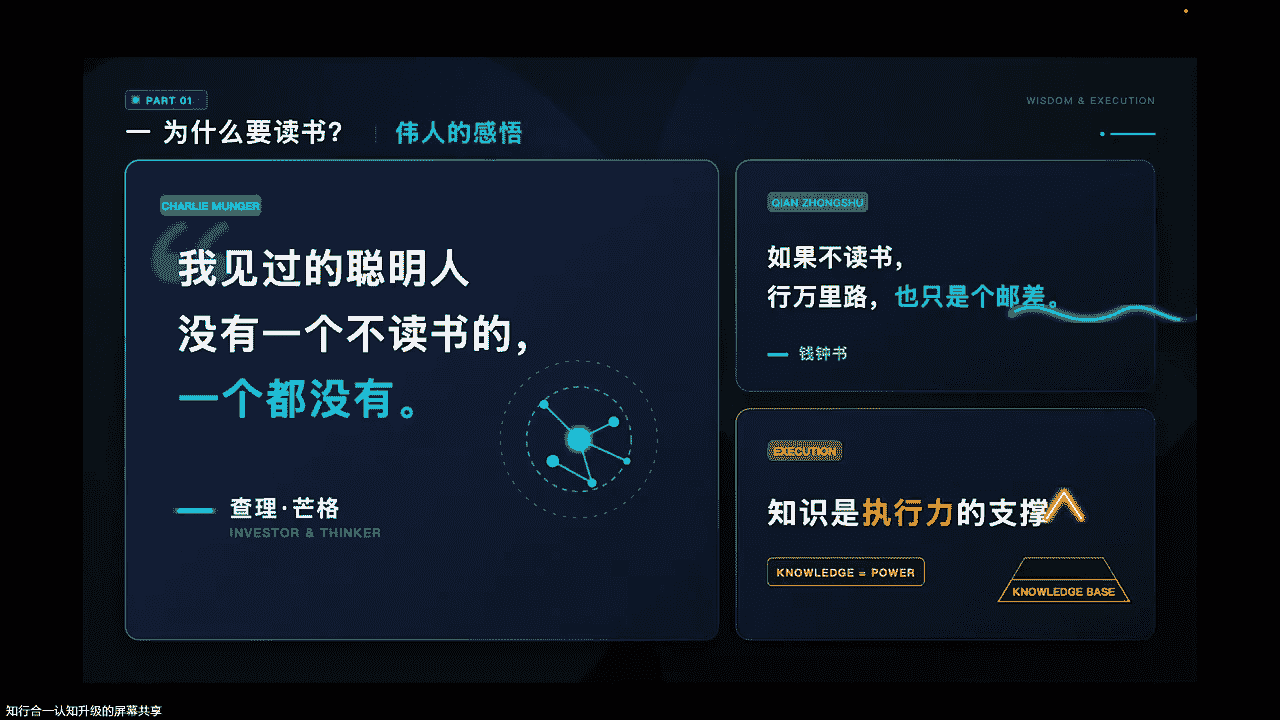 PART 01
WISDOM & EXECUTION
一 为什么要读书? 伟人的感悟
CHARLIE MUNGER
我见过的聪明人
没有一个不读书的,
一个都没有。
查理·芒格
INVESTOR & THINKER
QIAN ZHONGSHU
如果不读书,
行万里路,也只是个邮差。
钱钟书
EXECUTION
知识是执行力的支撑
KNOWLEDGE = POWER
KNOWLEDGE BASE
知行合一认知升级的屏幕共享